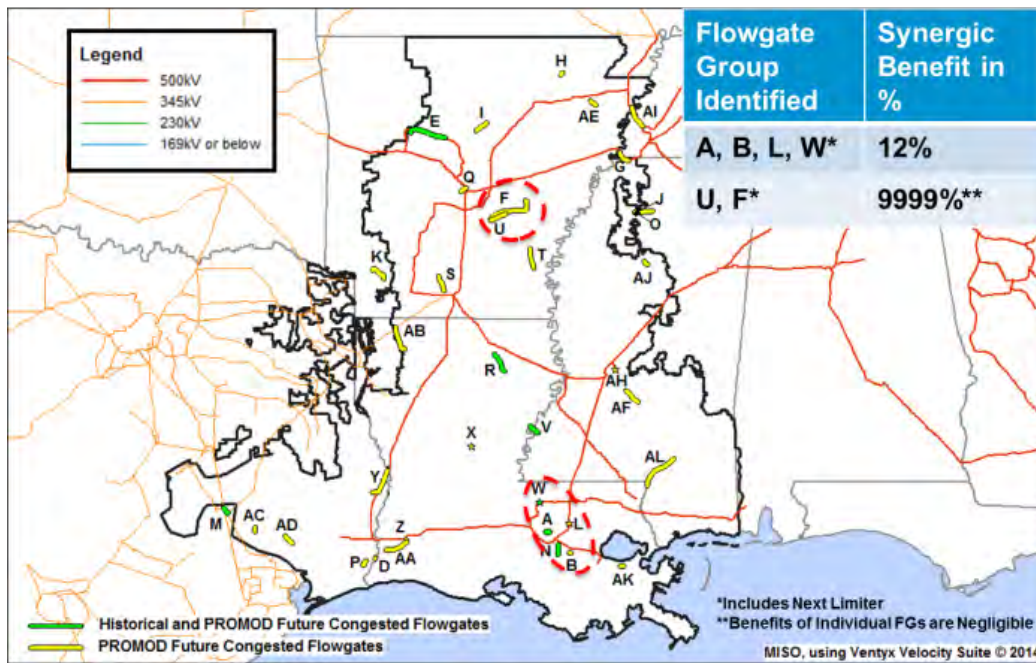 Legend
500kV
345kV
230kV
169kV or below
Flowgate
Group
Identified
Synergic
Benefit in
%
A, B, L, W*
12%
U, F*
9999%**
H
E
I
AE
AI
G
Q
F
U
J
O
T
AJ
K
S
AB
R
AH
AF
V
X
AL
Y
W
M
AC
AD
A
L
Z
N
B
AA
P
D
AK
Historical and PROMOD Future Congested Flowgates
PROMOD Future Congested Flowgates
*Includes Next Limiter
**Benefits of Individual FGs are Negligible
MISO, using Ventyx Velocity Suite © 2014